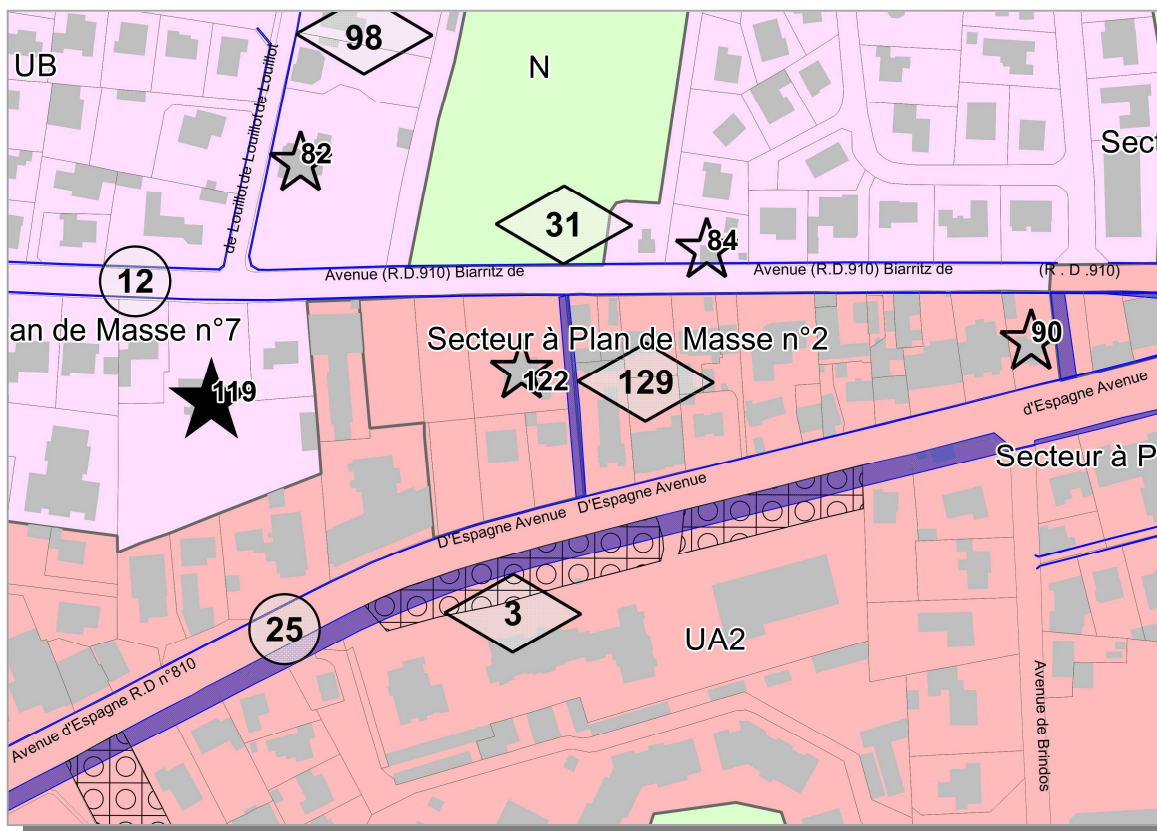 98
UB
N
de Louillot de Louillot de Louillot
Sect
82
31
84
12
Avenue (R.D.910) Biarritz de
Avenue (R.D.910) Biarritz de
(R . D .910)
an de Masse n°7
Secteur à Plan de Masse n°2
90
119
122
129
d'Espagne Avenue
Secteur à P
D'Espagne Avenue
D'Espagne Avenue
3
25
UA2
Avenue d'Espagne R.D n°810
Avenue de Brindos